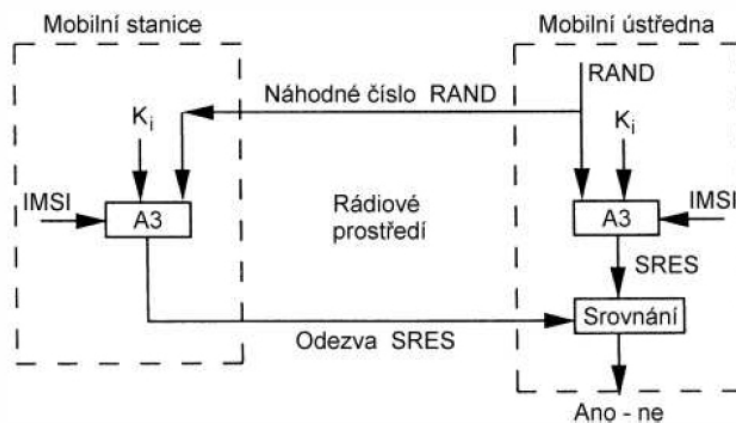 Mobilní stanice
Mobilní ústředna
RAND
Náhodné číslo RAND
Ki
Ki
IMSI
A3
Rádiové
prostředí
A3
IMSI
SRES
Srovnání
Odezva SRES
Ano - ne